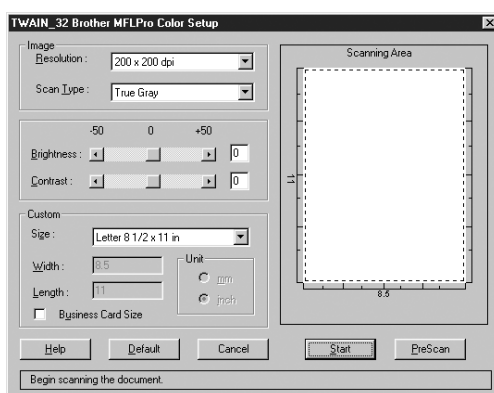 TWAIN_32 Brother MFLPro Color Setup
Image
Resolution : 200 x 200 dpi
Scan Type : True Gray
-50 0 +50
Brightness : 0
Contrast : 0
Custom
Size : Letter 8 1/2 x 11 in
Width : 8.5
Length : 11
Unit
mm
inch
Business Card Size
Scanning Area
11
8.5
Help Default Cancel Start PreScan
Begin scanning the document.